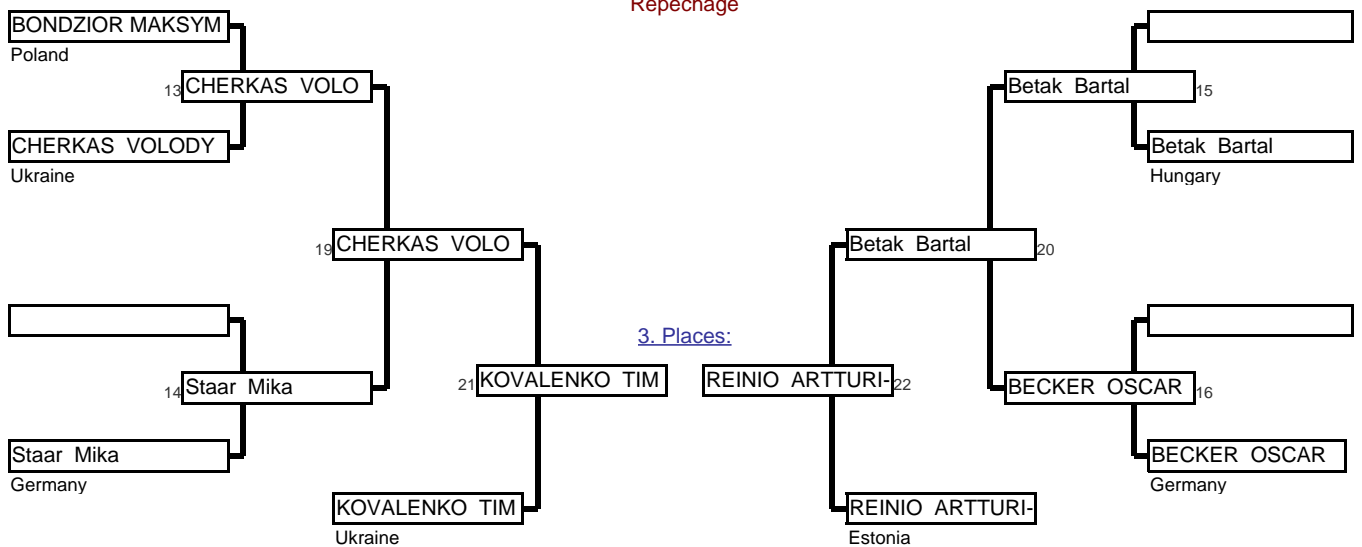 Repechage
BONDZIOR MAKSYM
Poland
13 CHERKAS VOLO
Betak Bartal 15
CHERKAS VOLODY
Ukraine
Betak Bartal
Hungary
19 CHERKAS VOLO
Betak Bartal 20
3. Places:
14 Staar Mika
21 KOVALENKO TIM
REINIO ARTTURI- 22
BECKER OSCAR 16
Staar Mika
Germany
BECKER OSCAR
Germany
KOVALENKO TIM
Ukraine
REINIO ARTTURI-
Estonia